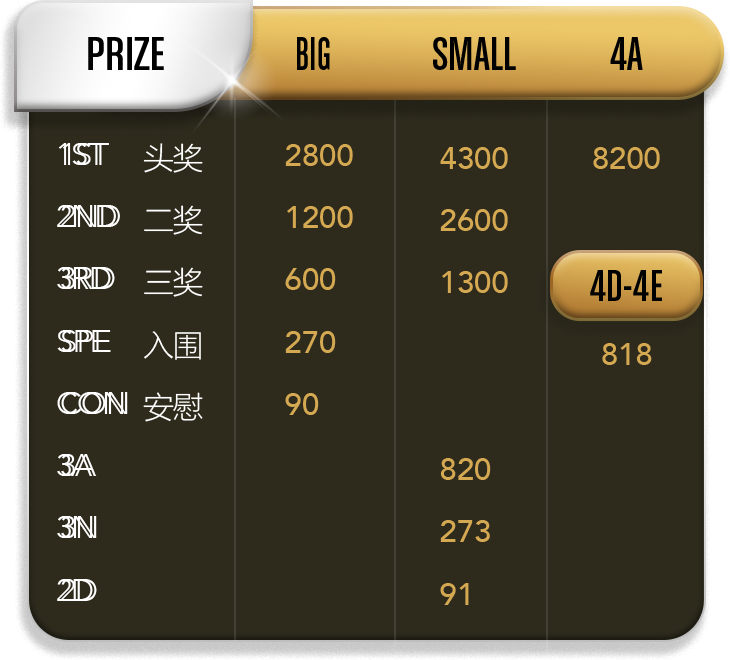 PRIZE BIG SMALL 4A
1ST 头奖 2800 4300 8200
2ND 二奖 1200 2600
3RD 三奖 600 1300 4D-4E
SPE 入围 270 818
CON 安慰 90
3A 820
3N 273
2D 91